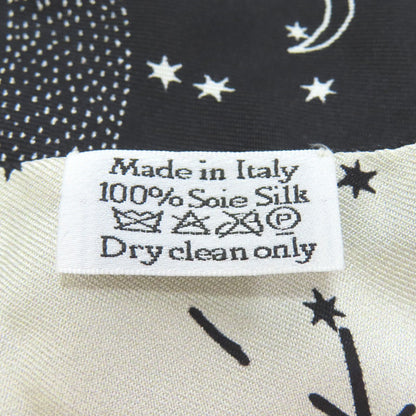 Made in Italy
100% Soie Silk
P
Dry clean only